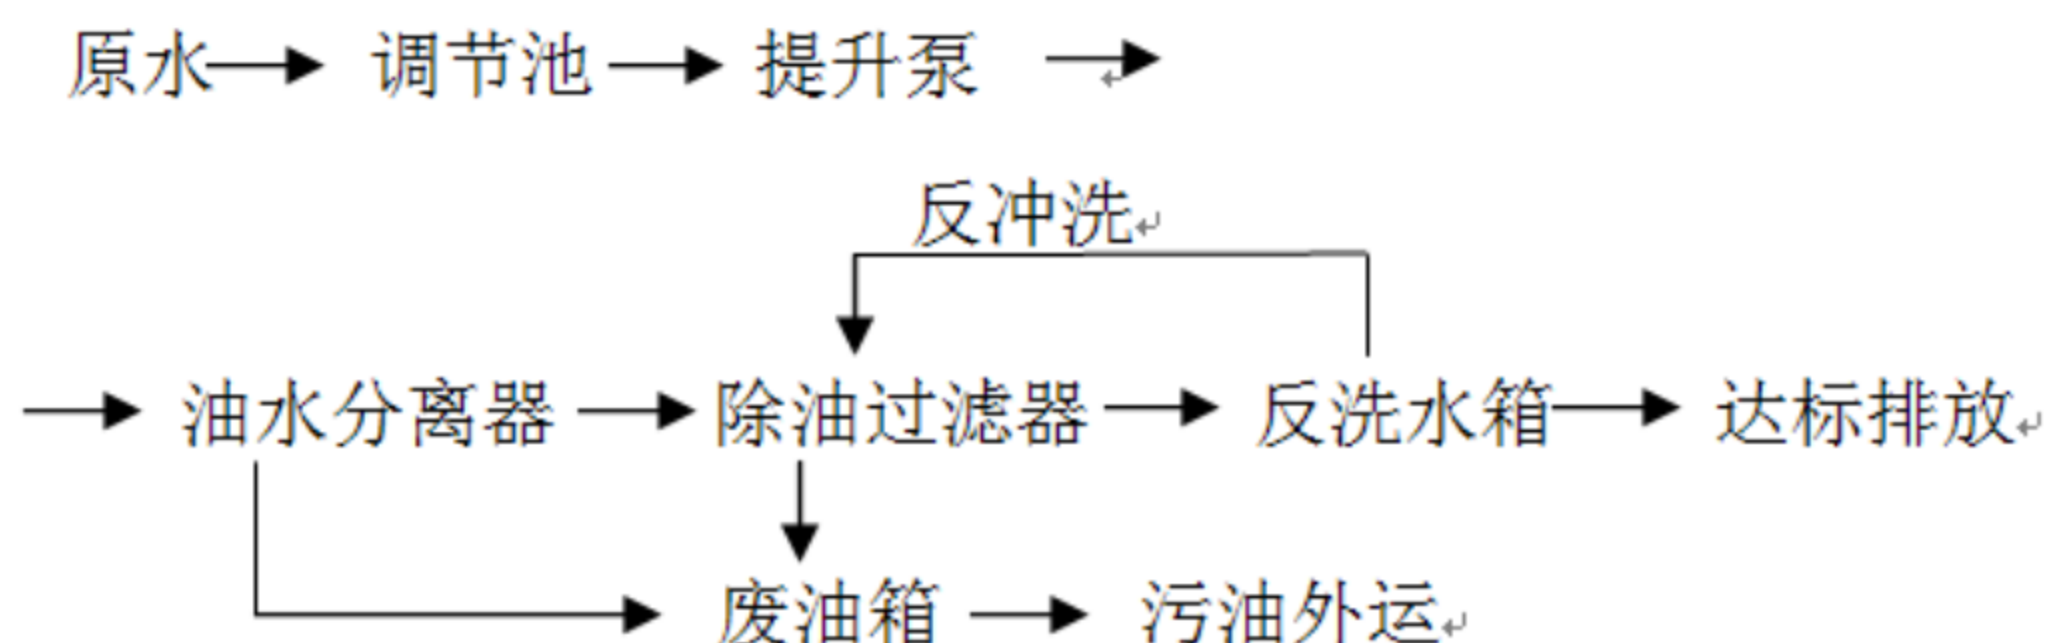 原水 调节池 提升泵
反冲洗
油水分离器 除油过滤器 反洗水箱 达标排放
废油箱 污油外运